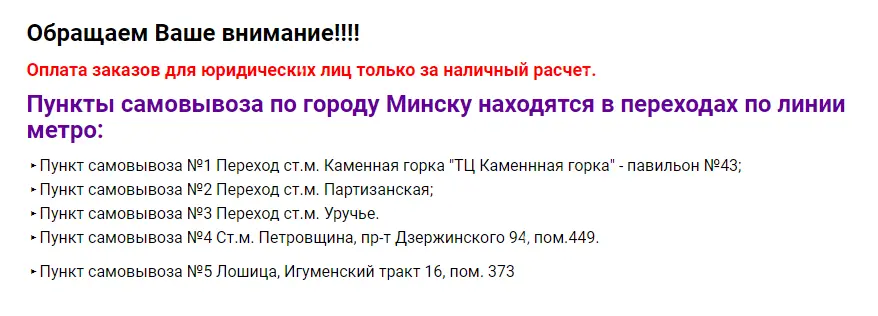 Обращаем Ваше внимание!!!!
Оплата заказов для юридических лиц только за наличный расчет.
Пункты самовывоза по городу Минску находятся в переходах по линии
метро:
‣ Пункт самовывоза №1 Переход ст.м. Каменная горка "ТЦ Каменнная горка" - павильон №43;
‣ Пункт самовывоза №2 Переход ст.м. Партизанская;
‣ Пункт самовывоза №3 Переход ст.м. Уручье.
‣ Пункт самовывоза №4 Ст.м. Петровщина, пр-т Дзержинского 94, пом.449.
‣ Пункт самовывоза №5 Лошица, Игуменский тракт 16, пом. 373